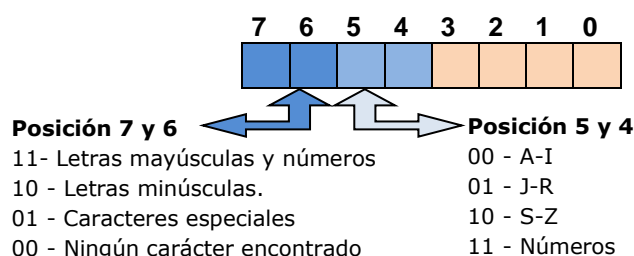 7 6 5 4 3 2 1 0
Posición 7 y 6
11- Letras mayúsculas y números
10 - Letras minúsculas.
01 - Caracteres especiales
00 - Ningún carácter encontrado
Posición 5 y 4
00 - A-I
01 - J-R
10 - S-Z
11 - Números